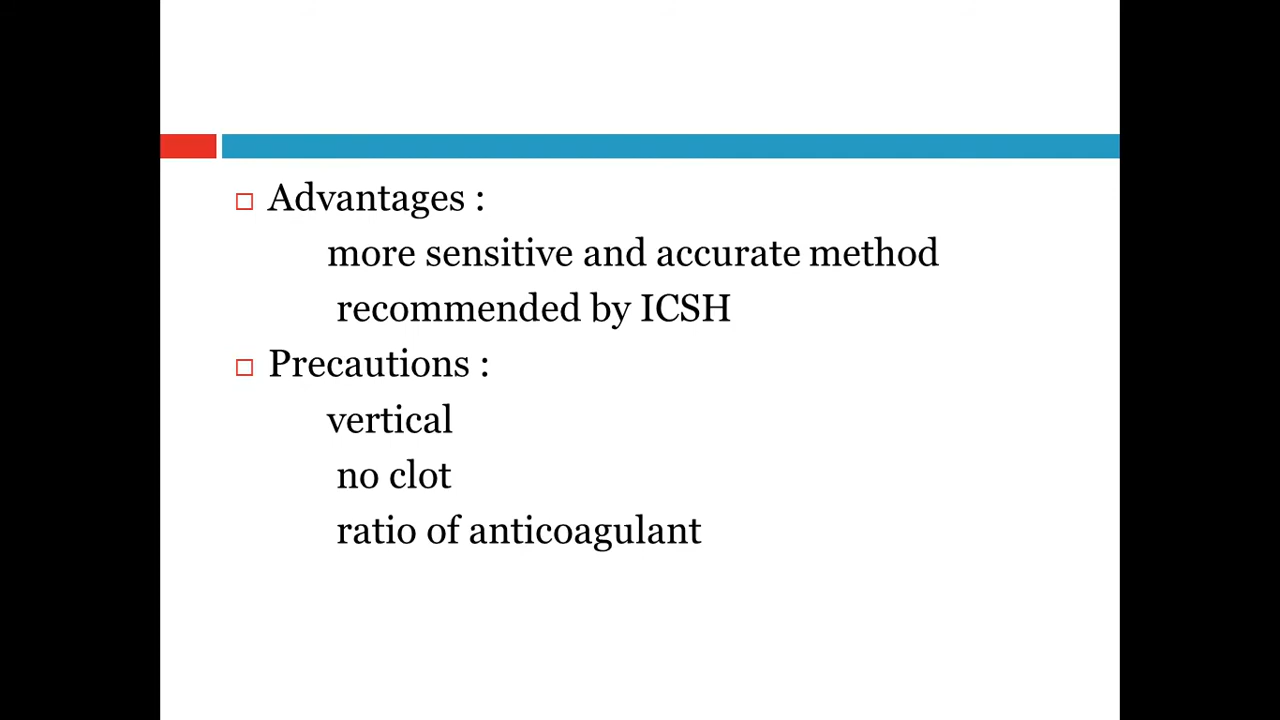 Advantages :
more sensitive and accurate method
recommended by ICSH
Precautions :
vertical
no clot
ratio of anticoagulant